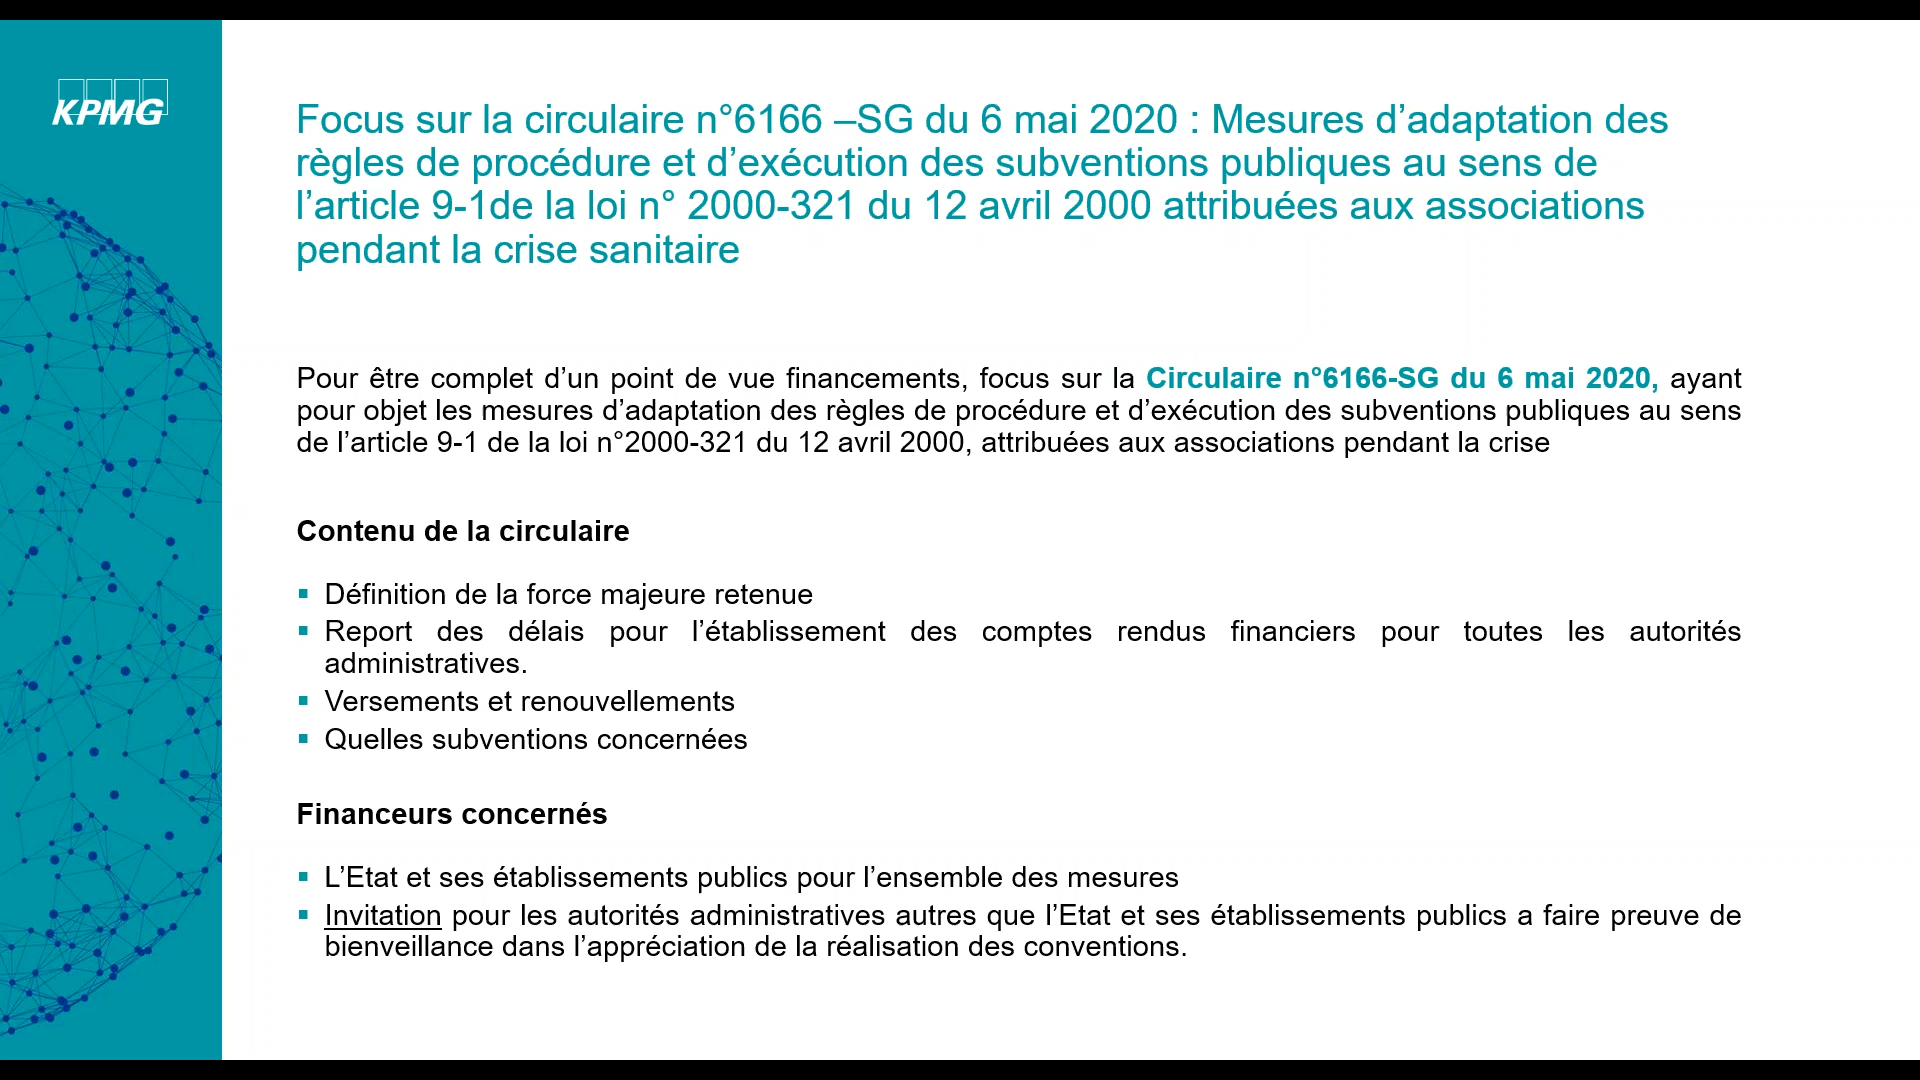 KPMG
Focus sur la circulaire n°6166 –SG du 6 mai 2020 : Mesures d’adaptation des
règles de procédure et d’exécution des subventions publiques au sens de
l’article 9-1de la loi n° 2000-321 du 12 avril 2000 attribuées aux associations
pendant la crise sanitaire
Pour être complet d’un point de vue financements, focus sur la Circulaire n°6166-SG du 6 mai 2020, ayant
pour objet les mesures d’adaptation des règles de procédure et d’exécution des subventions publiques au sens
de l’article 9-1 de la loi n°2000-321 du 12 avril 2000, attribuées aux associations pendant la crise
Contenu de la circulaire
▪ Définition de la force majeure retenue
▪ Report des délais pour l’établissement des comptes rendus financiers pour toutes les autorités
administratives.
▪ Versements et renouvellements
▪ Quelles subventions concernées
Financeurs concernés
▪ L’Etat et ses établissements publics pour l’ensemble des mesures
▪ Invitation pour les autorités administratives autres que l’Etat et ses établissements publics a faire preuve de
bienveillance dans l’appréciation de la réalisation des conventions.